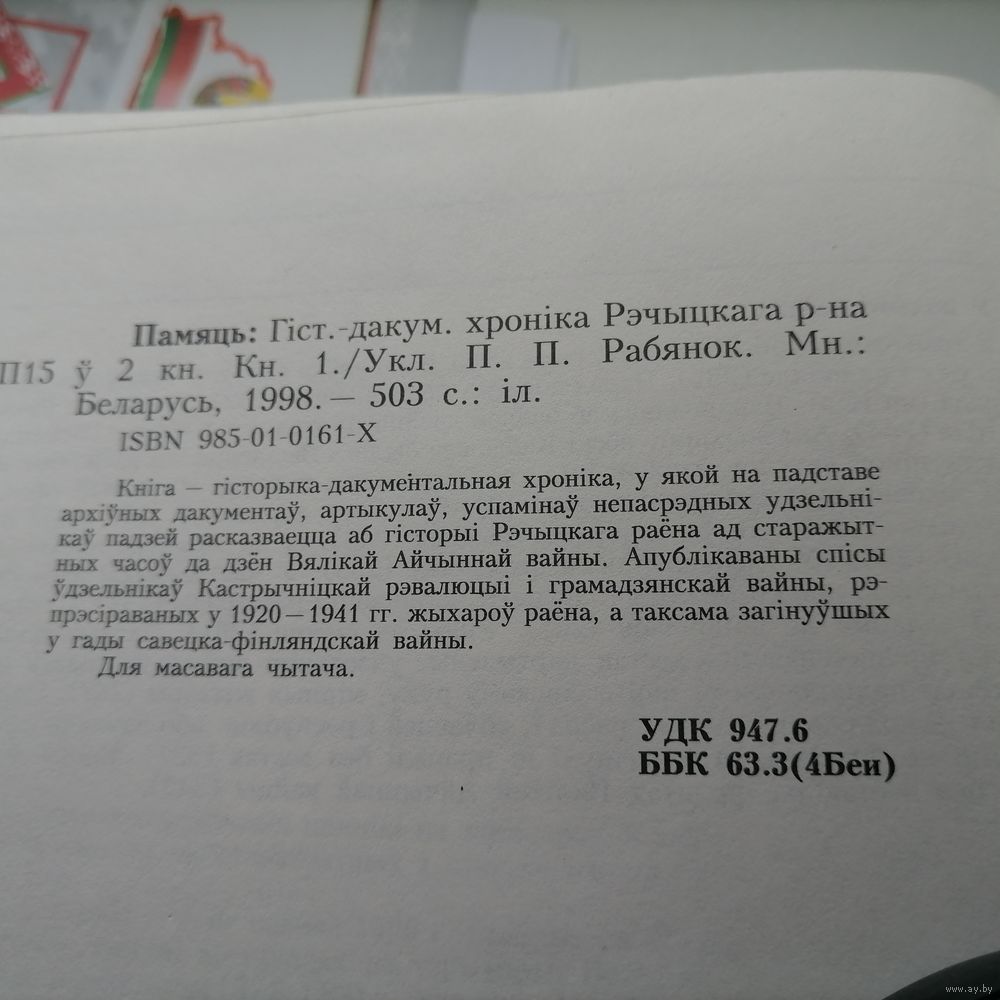 Памяць: Гіст.-дакум. хроніка Рэчыцкага р-на
П15 ў 2 кн. Кн. 1./Укл. П. П. Рабянок. Мн.:
Беларусь, 1998.— 503 с.: іл.
ISBN 985-01-0161-X
Кніга — гісторыка-дакументальная хроніка, у якой на падставе
архіўных дакументаў, артыкулаў, успамінаў непасрэдных удзельні-
каў падзей расказваецца аб гісторыі Рэчыцкага раёна ад старажыт-
ных часоў да дзён Вялікай Айчыннай вайны. Апублікаваны спісы
ўдзельнікаў Кастрычніцкай рэвалюцыі і грамадзянскай вайны, рэ-
прэсіраваных у 1920—1941 гг. жыхароў раёна, а таксама загінуўшых
у гады савецка-фінляндскай вайны.
Для масавага чытача.
УДК 947.6
ББК 63.3(4Беи)
www.ay.by